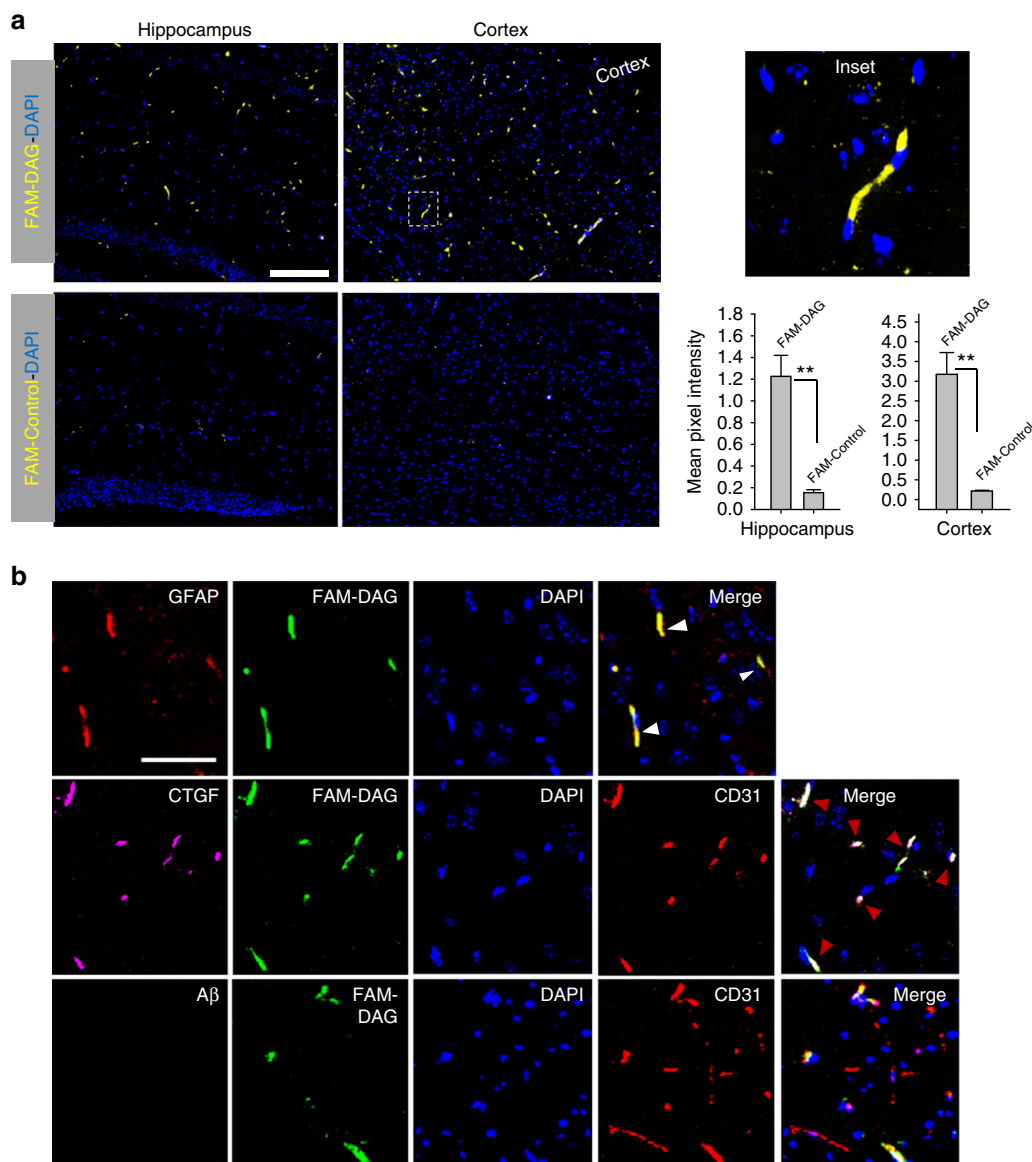 a
Hippocampus
Cortex
FAM-DAG-DAPI
Cortex
Inset
FAM-Control-DAPI
Mean pixel intensity
1.8
1.6
1.4
1.2
1.0
0.8
0.6
0.4
0.2
0.0
FAM-DAG
**
FAM-Control
Hippocampus
4.5
4.0
3.5
3.0
2.5
2.0
1.5
1.0
0.5
0.0
FAM-DAG
**
FAM-Control
Cortex
b
GFAP
FAM-DAG
DAPI
Merge
CTGF
FAM-DAG
DAPI
CD31
Merge
Aβ
FAM-
DAG
DAPI
CD31
Merge